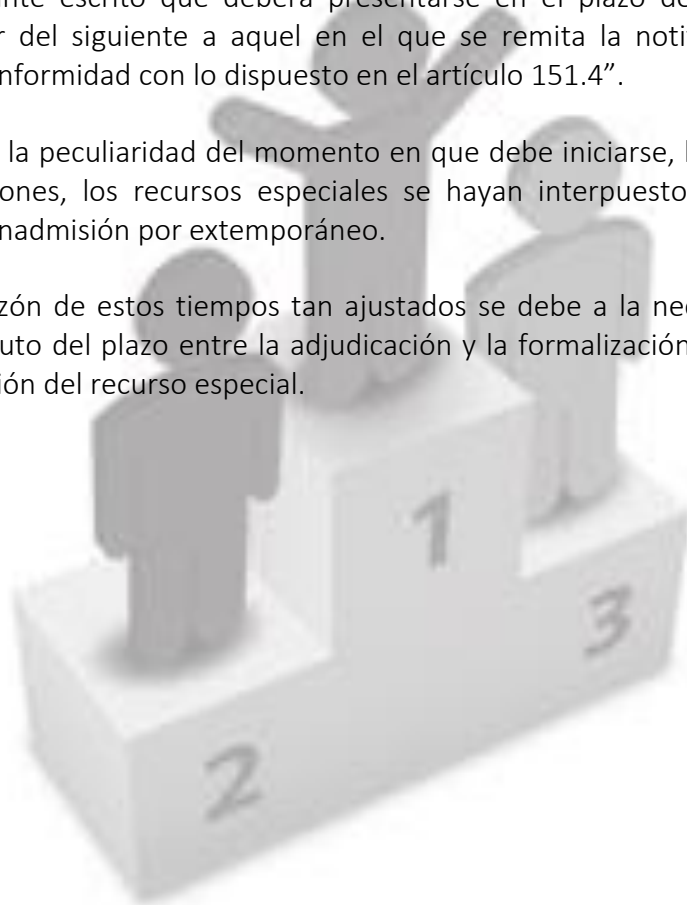 nte escrito que deberá presentarse en el plazo de
r del siguiente a aquel en el que se remita la noti
nformidad con lo dispuesto en el artículo 151.4”.
la peculiaridad del momento en que debe iniciarse, l
ones, los recursos especiales se hayan interpuesto
nadmisión por extemporáneo.
zón de estos tiempos tan ajustados se debe a la nec
uto del plazo entre la adjudicación y la formalización
ión del recurso especial.
1
3
2